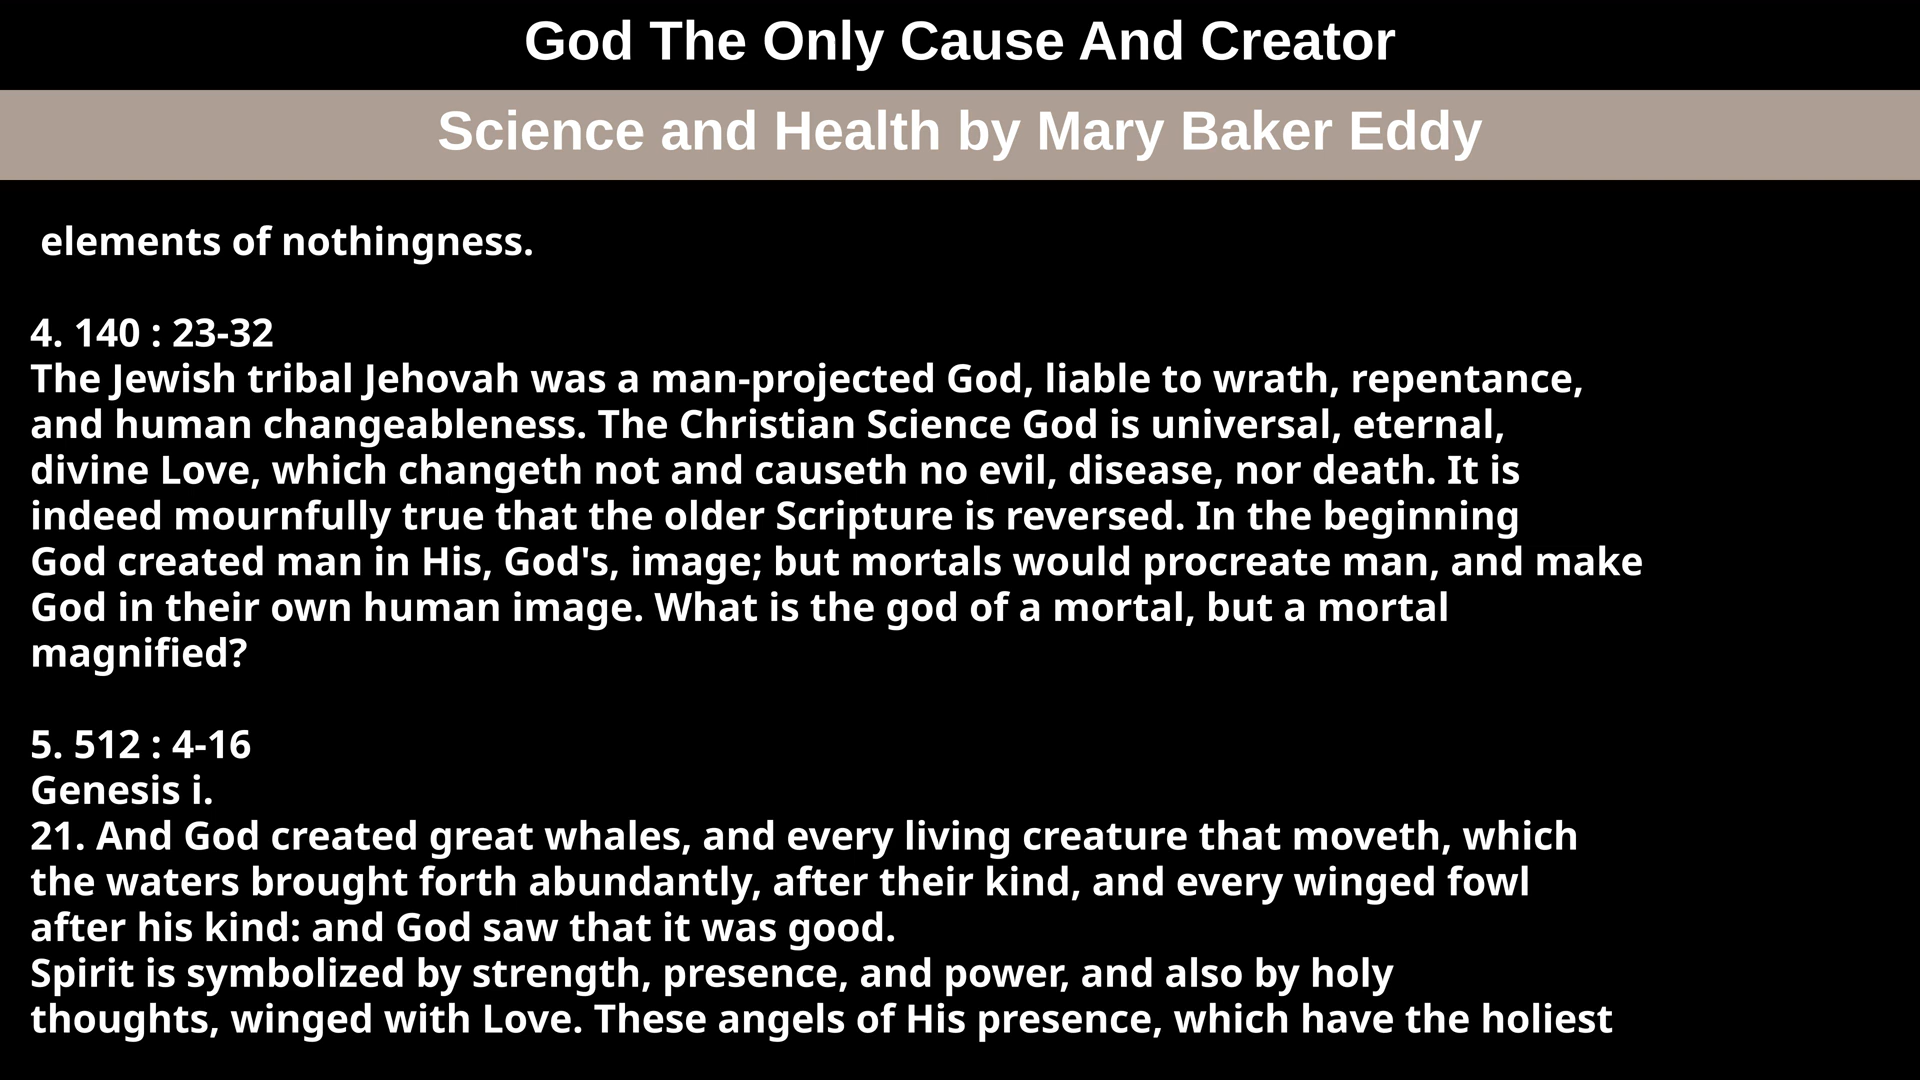 God The Only Cause And Creator
Science and Health by Mary Baker Eddy
elements of nothingness.
4. 140 : 23-32
The Jewish tribal Jehovah was a man-projected God, liable to wrath, repentance,
and human changeableness. The Christian Science God is universal, eternal,
divine Love, which changeth not and causeth no evil, disease, nor death. It is
indeed mournfully true that the older Scripture is reversed. In the beginning
God created man in His, God's, image; but mortals would procreate man, and make
God in their own human image. What is the god of a mortal, but a mortal
magnified?
5. 512 : 4-16
Genesis i.
21. And God created great whales, and every living creature that moveth, which
the waters brought forth abundantly, after their kind, and every winged fowl
after his kind: and God saw that it was good.
Spirit is symbolized by strength, presence, and power, and also by holy
thoughts, winged with Love. These angels of His presence, which have the holiest